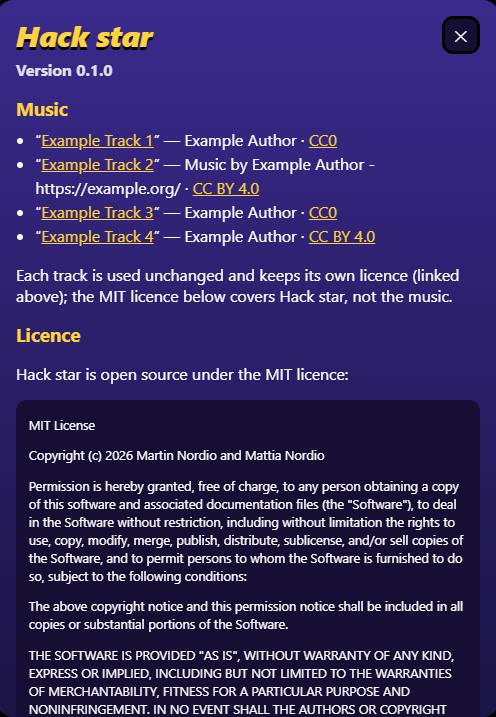 Hack star
×
Version 0.1.0
Music
• “Example Track 1” — Example Author · CC0
• “Example Track 2” — Music by Example Author -
https://example.org/ · CC BY 4.0
• “Example Track 3” — Example Author · CC0
• “Example Track 4” — Example Author · CC BY 4.0
Each track is used unchanged and keeps its own licence (linked
above); the MIT licence below covers Hack star, not the music.
Licence
Hack star is open source under the MIT licence:
MIT License
Copyright (c) 2026 Martin Nordio and Mattia Nordio
Permission is hereby granted, free of charge, to any person obtaining a copy
of this software and associated documentation files (the "Software"), to deal
in the Software without restriction, including without limitation the rights to
use, copy, modify, merge, publish, distribute, sublicense, and/or sell copies of
the Software, and to permit persons to whom the Software is furnished to do
so, subject to the following conditions:
The above copyright notice and this permission notice shall be included in all
copies or substantial portions of the Software.
THE SOFTWARE IS PROVIDED "AS IS", WITHOUT WARRANTY OF ANY KIND,
EXPRESS OR IMPLIED, INCLUDING BUT NOT LIMITED TO THE WARRANTIES
OF MERCHANTABILITY, FITNESS FOR A PARTICULAR PURPOSE AND
NONINFRINGEMENT. IN NO EVENT SHALL THE AUTHORS OR COPYRIGHT